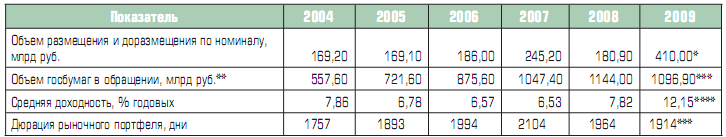 Показатель 2004 2005 2006 2007 2008 2009
Объем размещения и доразмещения по номиналу,
млрд руб. 169,20 169,10 186,00 245,20 180,90 410,00*
Объем госбумаг в обращении, млрд руб.** 557,60 721,60 875,60 1047,40 1144,00 1096,90***
Средняя доходность, % годовых 7,86 6,78 6,57 6,53 7,82 12,15****
Дюрация рыночного портфеля, дни 1757 1893 1994 2104 1964 1914***